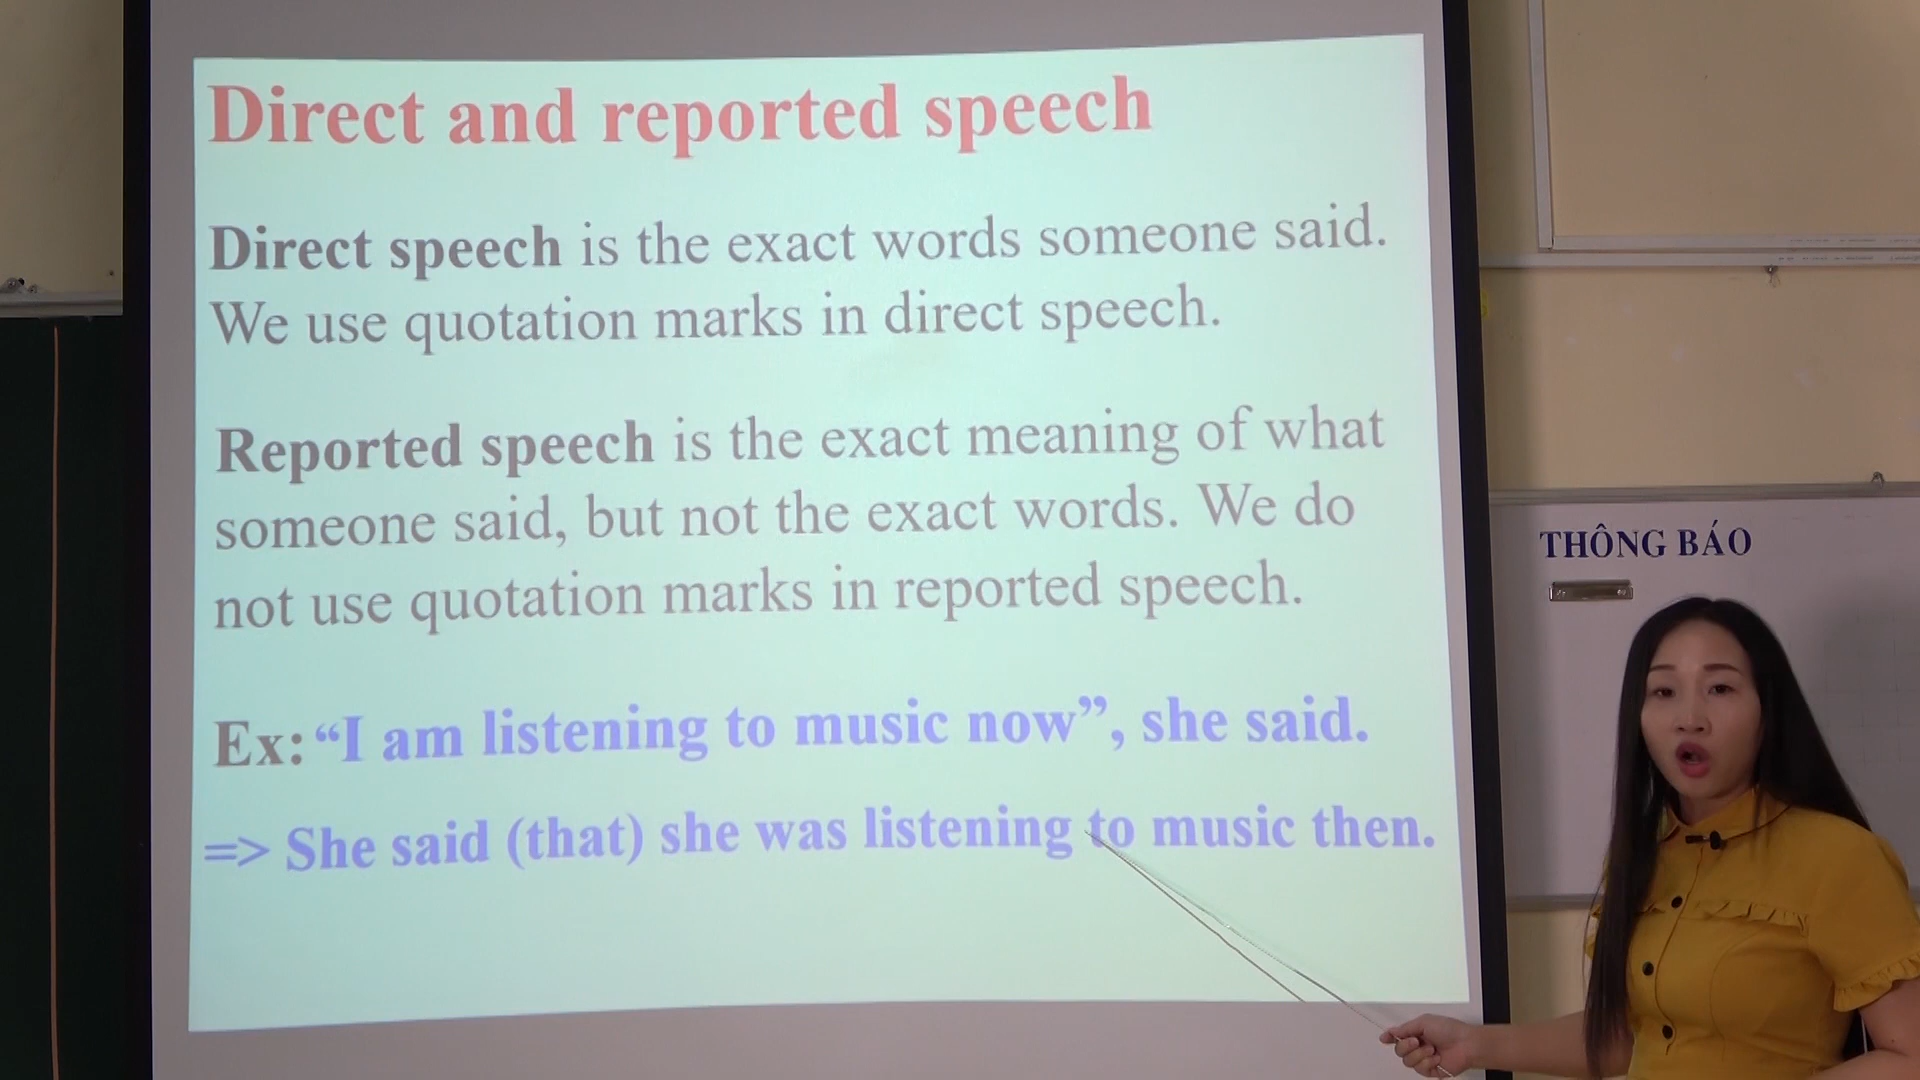 Direct and reported speech
Direct speech is the exact words someone said.
We use quotation marks in direct speech.
Reported speech is the exact meaning of what
someone said, but not the exact words. We do
not use quotation marks in reported speech.
Ex: “I am listening to music now”, she said.
=> She said (that) she was listening to music then.
THÔNG BÁO